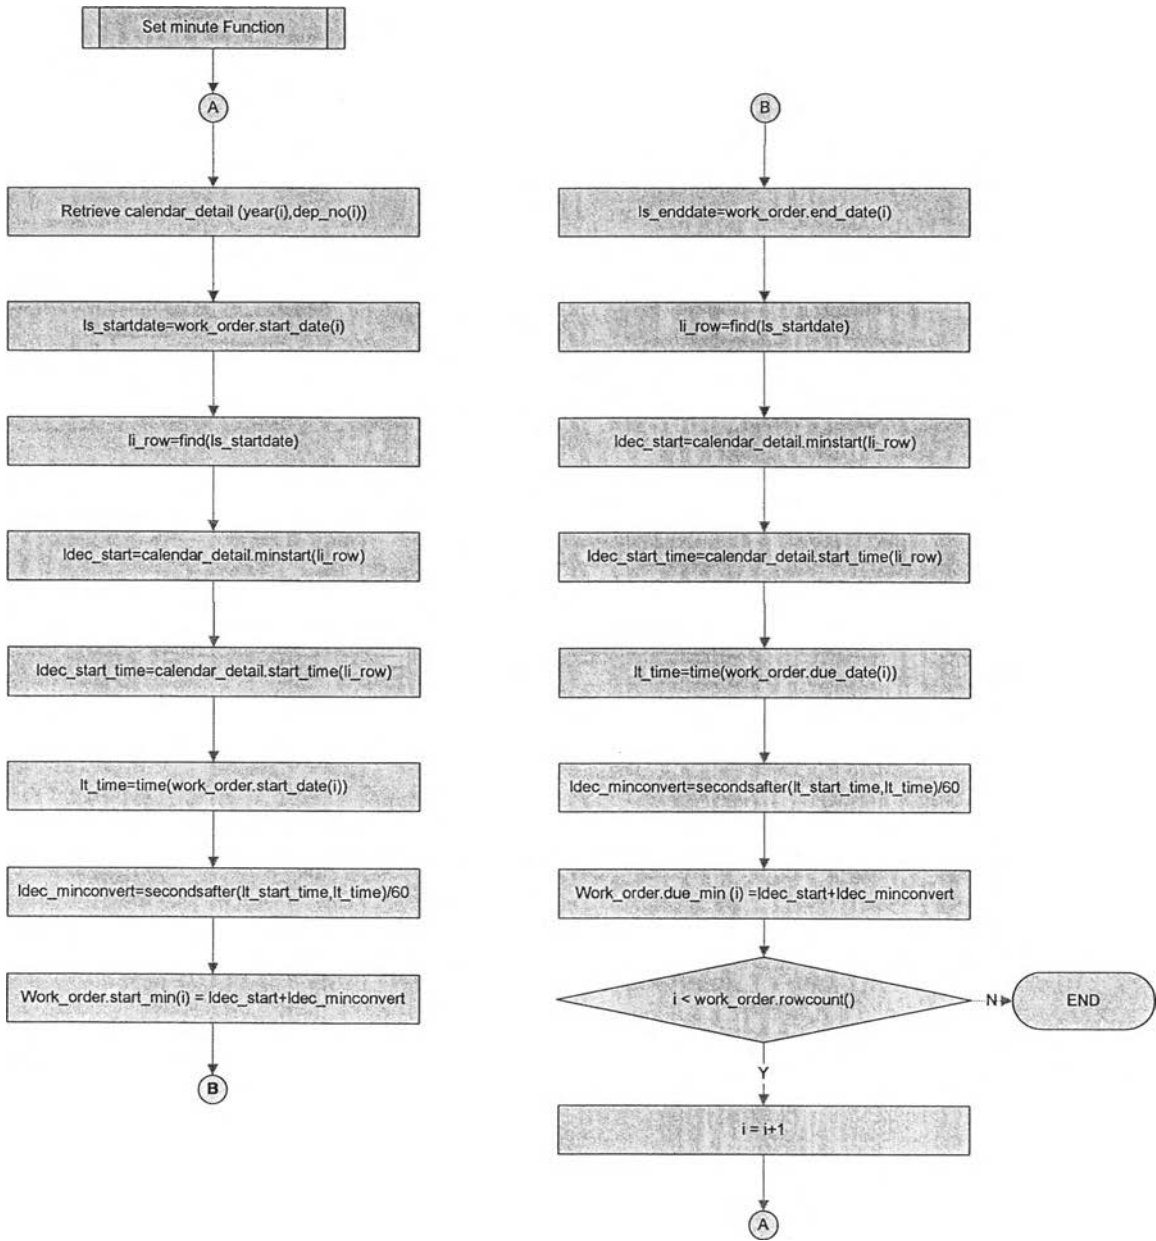 Set minute Function
A
Retrieve calendar_detail (year(i),dep_no(i))
ls_startdate=work_order.start_date(i)
li_row=find(ls_startdate)
ldec_start=calendar_detail.minstart(li_row)
ldec_start_time=calendar_detail.start_time(li_row)
lt_time=time(work_order.start_date(i))
ldec_minconvert=secondsafter(lt_start_time,lt_time)/60
Work_order.start_min(i) = ldec_start+ldec_minconvert
B
B
ls_enddate=work_order.end_date(i)
li_row=find(ls_startdate)
ldec_start=calendar_detail.minstart(li_row)
ldec_start_time=calendar_detail.start_time(li_row)
lt_time=time(work_order.due_date(i))
ldec_minconvert=secondsafter(lt_start_time,lt_time)/60
Work_order.due_min (i) =ldec_start+ldec_minconvert
i < work_order.rowcount()
N
END
Y
i = i+1
A